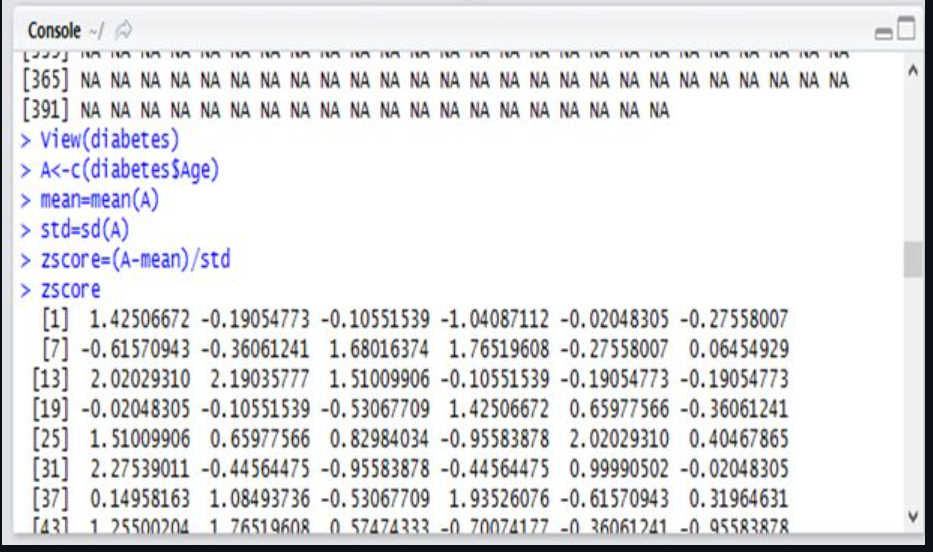 Console ~/
[365] NA NA NA NA NA NA NA NA NA NA NA NA NA NA NA NA NA NA NA NA NA NA NA NA NA NA
[391] NA NA NA NA NA NA NA NA NA NA NA NA NA NA NA NA NA NA NA NA
> View(diabetes)
> A<-c(diabetes$Age)
> mean=mean(A)
> std=sd(A)
> zscore=(A-mean)/std
> zscore
[1] 1.42506672 -0.19054773 -0.10551539 -1.04087112 -0.02048305 -0.27558007
[7] -0.61570943 -0.36061241 1.68016374 1.76519608 -0.27558007 0.06454929
[13] 2.02029310 2.19035777 1.51009906 -0.10551539 -0.19054773 -0.19054773
[19] -0.02048305 -0.10551539 -0.53067709 1.42506672 0.65977566 -0.36061241
[25] 1.51009906 0.65977566 0.82984034 -0.95583878 2.02029310 0.40467865
[31] 2.27539011 -0.44564475 -0.95583878 -0.44564475 0.99990502 -0.02048305
[37] 0.14958163 1.08493736 -0.53067709 1.93526076 -0.61570943 0.31964631
[43] 1.25500204 1.76519608 0.57474333 -0.70074177 -0.36061241 -0.95583878